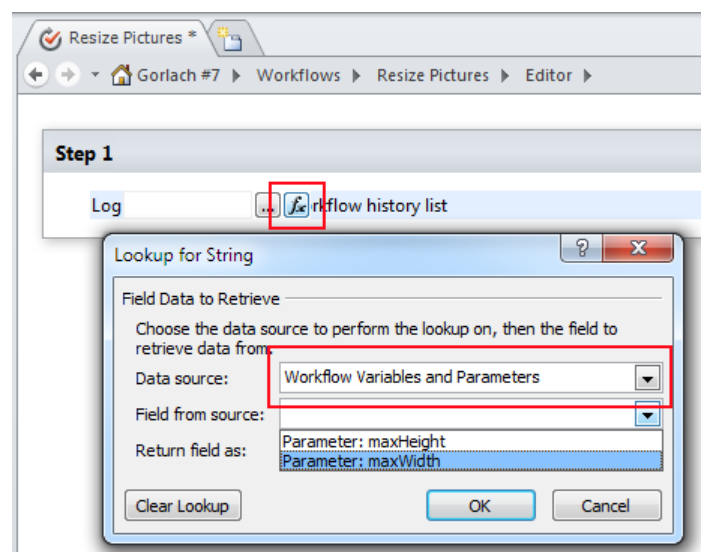 Resize Pictures *
Gorlach #7 Workflows Resize Pictures Editor
Step 1
Log ... fx rkflow history list
Lookup for String
Field Data to Retrieve
Choose the data source to perform the lookup on, then the field to
retrieve data from.
Data source: Workflow Variables and Parameters
Field from source:
Parameter: maxHeight
Return field as:
Parameter: maxWidth
Clear Lookup OK Cancel